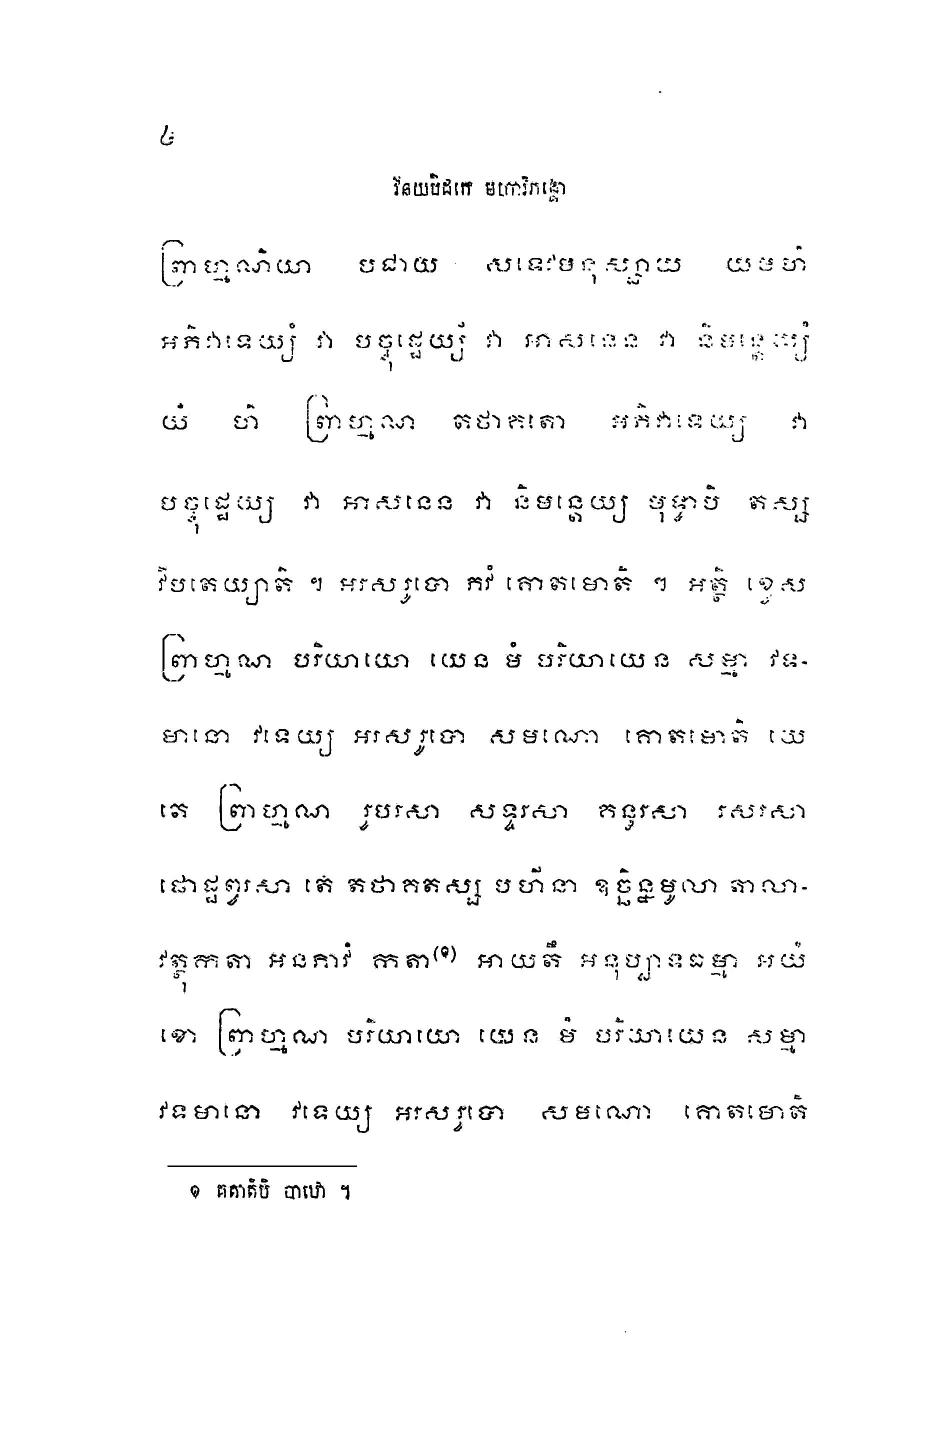 ៤
វិនយបិដកេ មហាវិភង្គោ
ព្រាហ្មណិយា បជាយ សទេវមនុស្សាយ យមហំ
អភិវាទេយ្យំ វា បច្ចុដ្ឋេយ្យំ វា អាសនេន វា និមន្តេយ្យំ
យំ ហិ ព្រាហ្មណ តថាគតោ អភិវាទេយ្យ វា
បច្ចុដ្ឋេយ្យ វា អាសនេន វា និមន្តេយ្យ មុទ្ធាបិ តស្ស
វិបតេយ្យាតិ ។ អរសរូបោ ភវំ គោតមោតិ ។ អត្ថិ ខ្វេស
ព្រាហ្មណ បរិយាយោ យេន មំ បរិយាយេន សម្មា វទ-
មានោ វទេយ្យ អរសរូបោ សមណោ គោតមោតិ យេ
តេ ព្រាហ្មណ រូបរសា សទ្ទរសា គន្ធរសា រសរសា
ផោដ្ឋព្វរសា តេ តថាគតស្ស បហីនា ឧច្ឆិន្នមូលា តាលា-
វត្ថុកតា អនភាវំ កតា(១) អាយតឹ អនុប្បានធម្មា អយំ
ខោ ព្រាហ្មណ បរិយាយោ យេន មំ បរិយាយេន សម្មា
វទមានោ វទេយ្យ អរសរូបោ សមណោ គោតមោតិ
១ គតាតិបិ បាឋោ ។